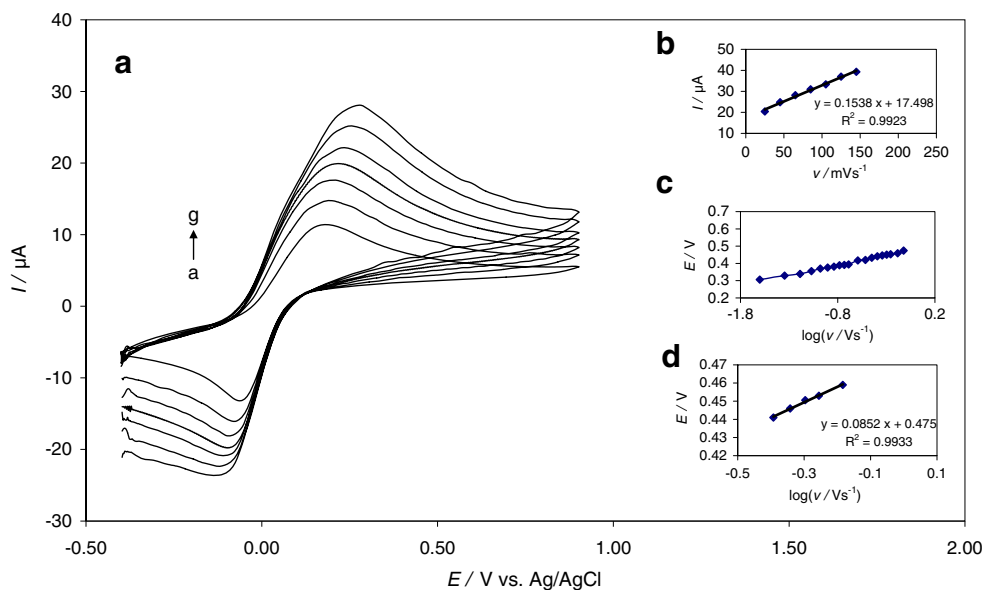 a
40
30
20
10
0
-10
-20
-30
-0.50
0.00
0.50
1.00
1.50
2.00
I / µA
E / V vs. Ag/AgCl
g
a
b
50
40
30
20
10
0
50
100
150
200
250
I / µA
v / mVs-1
y = 0.1538 x + 17.498
R2 = 0.9923
c
0.7
0.6
0.5
0.4
0.3
0.2
-1.8
-0.8
0.2
E / V
log(v / Vs-1)
d
0.47
0.46
0.45
0.44
0.43
0.42
-0.5
-0.3
-0.1
0.1
E / V
log(v / Vs-1)
y = 0.0852 x + 0.475
R2 = 0.9933